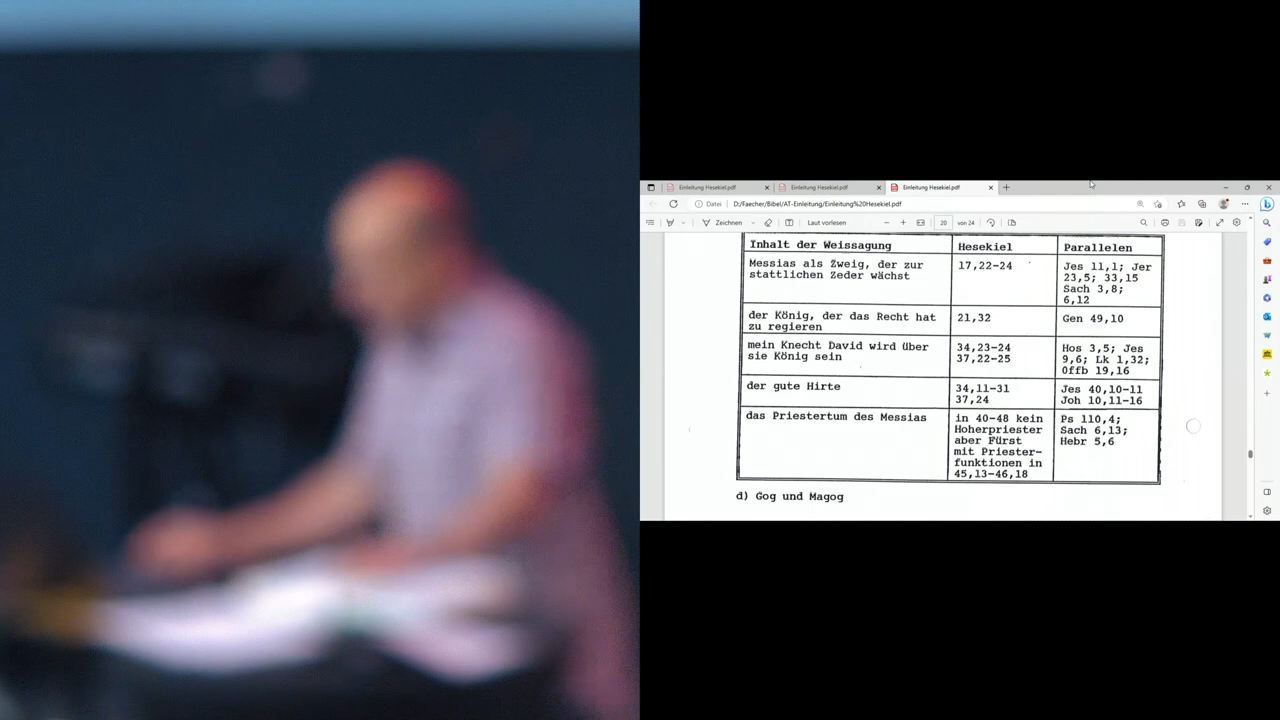 Einleitung Hesekiel.pdf
Einleitung Hesekiel.pdf
Einleitung Hesekiel.pdf
Datei
D:/Faecher/Bibel/AT-Einleitung/Einleitung%20Hesekiel.pdf
Zeichnen
Laut vorlesen
20 von 24
Inhalt der Weissagung
Hesekiel
Parallelen
Messias als Zweig, der zur
stattlichen Zeder wächst
17,22-24
Jes 11,1; Jer
23,5; 33,15
Sach 3,8;
6,12
der König, der das Recht hat
zu regieren
21,32
Gen 49,10
mein Knecht David wird über
sie König sein
34,23-24
37,22-25
Hos 3,5; Jes
9,6; Lk 1,32;
Offb 19,16
der gute Hirte
34,11-31
37,24
Jes 40,10-11
Joh 10,11-16
das Priestertum des Messias
in 40-48 kein
Hoherpriester
aber Fürst
mit Priester-
funktionen in
45,13-46,18
Ps 110,4;
Sach 6,13;
Hebr 5,6
d) Gog und Magog